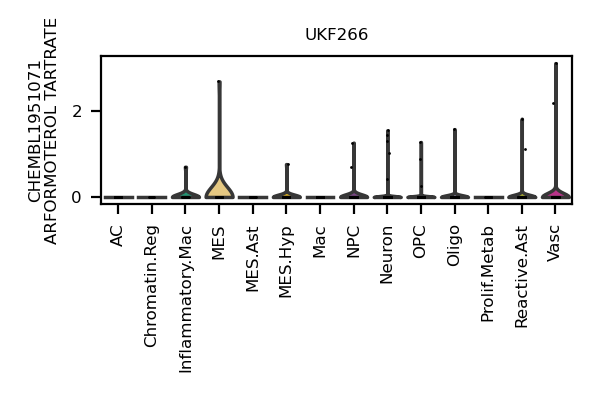 UKF266
CHEMBL1951071
ARFORMOTEROL TARTRATE
2
0
AC
Chromatin.Reg
Inflammatory.Mac
MES
MES.Ast
MES.Hyp
Mac
NPC
Neuron
OPC
Oligo
Prolif.Metab
Reactive.Ast
Vasc